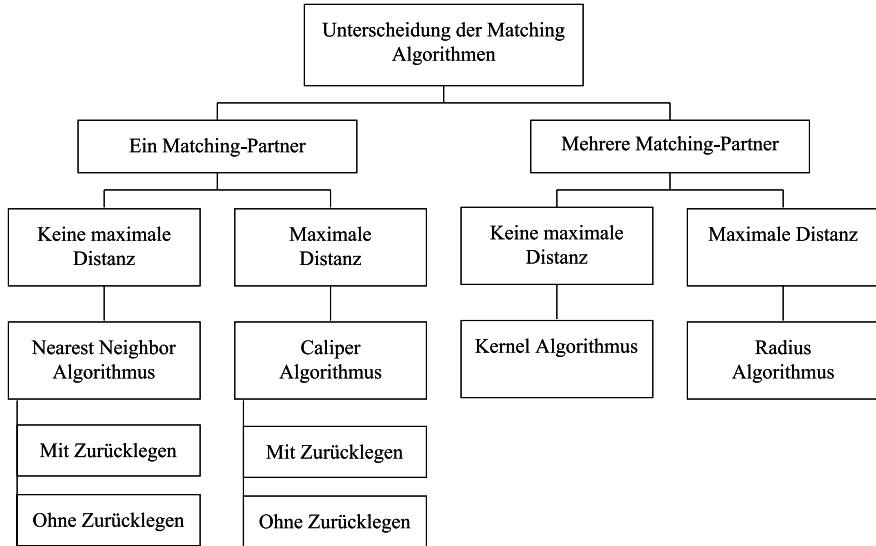 Unterscheidung der Matching
Algorithmen
Ein Matching-Partner
Mehrere Matching-Partner
Keine maximale
Distanz
Maximale
Distanz
Keine maximale
Distanz
Maximale Distanz
Nearest Neighbor
Algorithmus
Caliper
Algorithmus
Kernel Algorithmus
Radius
Algorithmus
Mit Zurücklegen
Mit Zurücklegen
Ohne Zurücklegen
Ohne Zurücklegen